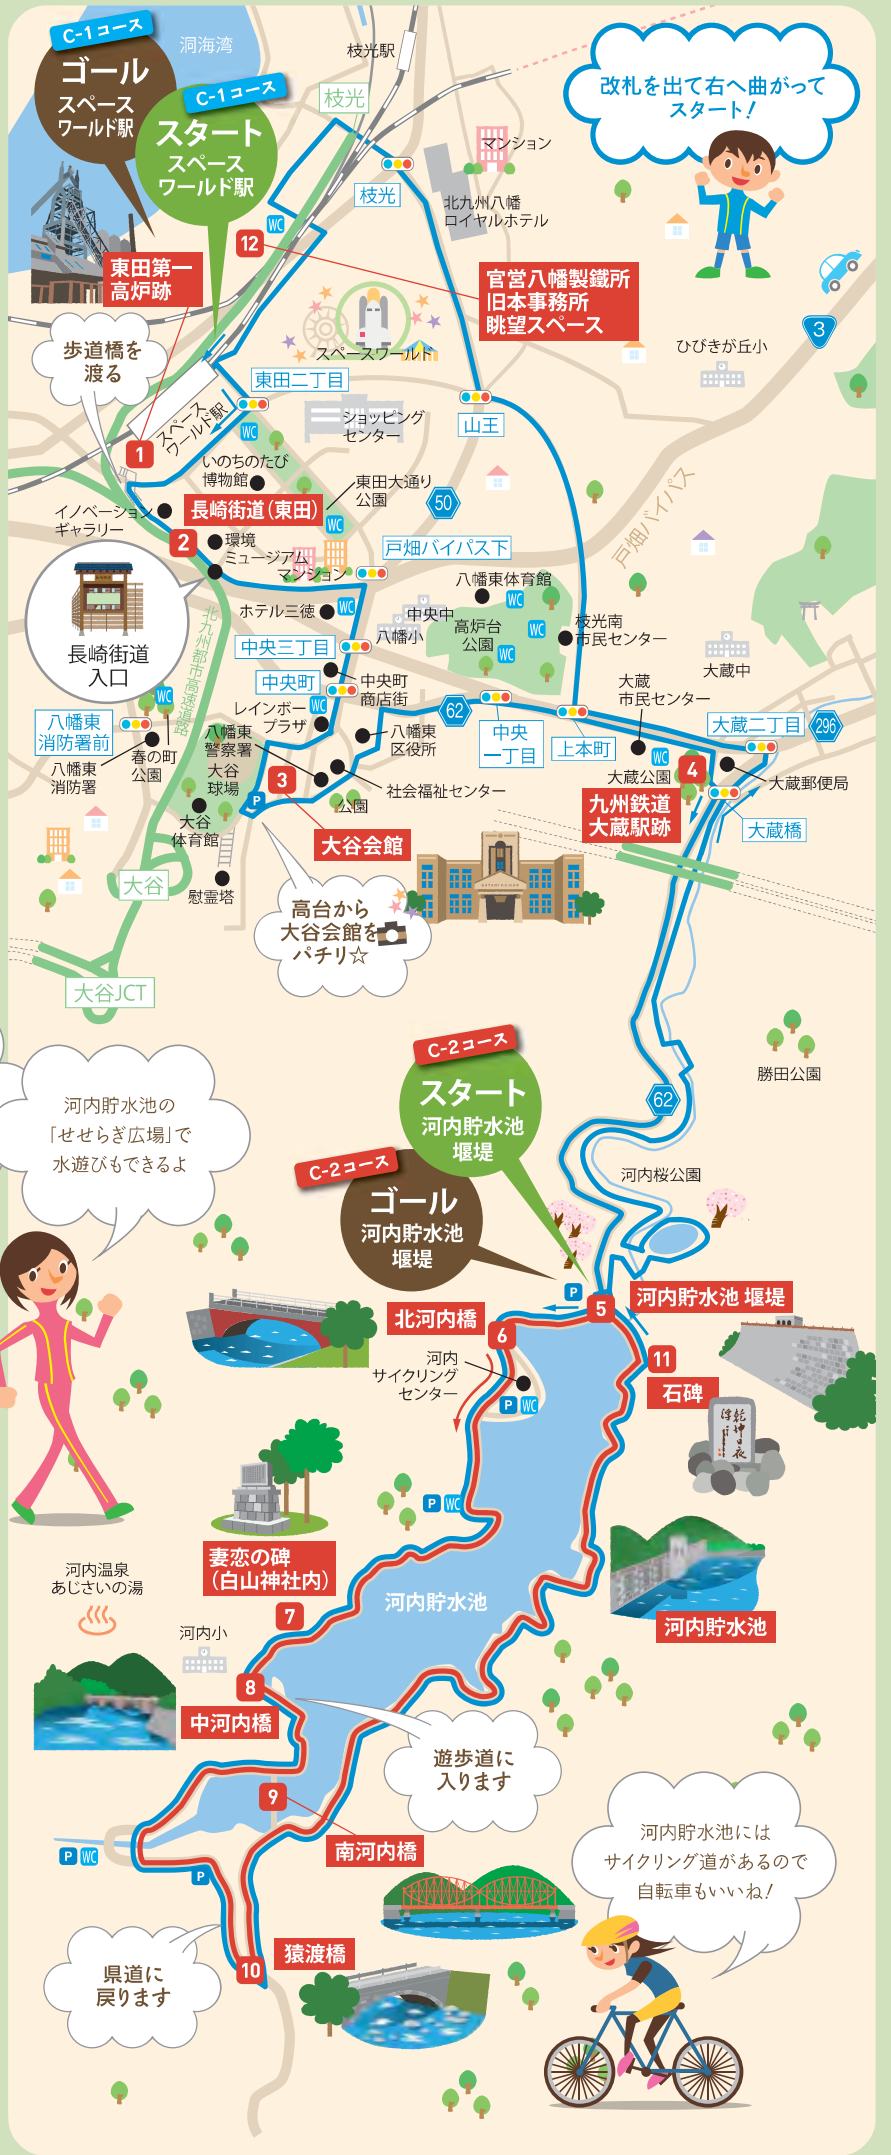 C-1コース
ゴール
スペース
ワールド駅
洞海湾
枝光駅
C-1コース
スタート
スペース
ワールド駅
枝光
改札を出て右へ曲がって
スタート!
マンション
枝光
北九州八幡
ロイヤルホテル
WC
12
東田第一
高炉跡
官営八幡製鐵所
旧本事務所
眺望スペース
3
歩道橋を
渡る
スペースワールド
ひびきが丘小
東田二丁目
スペース
ワールド駅
WC
ショッピング
センター
山王
1
いのちのたび
博物館
東田大通り
公園
50
戸畑バイパス
イノベーション
ギャラリー
長崎街道(東田)
WC
2
環境
ミュージアム
マンション
戸畑バイパス下
長崎街道
入口
北九州都市高速道路
ホテル三徳
WC
中央中
八幡小
八幡東体育館
WC
高炉台
公園
WC
WC
枝光南
市民センター
大蔵中
中央三丁目
中央町
中央町
商店街
WC
レインボー
プラザ
62
中央
一丁目
上本町
大蔵
市民センター
大蔵二丁目
296
WC
八幡東
消防署前
八幡東
消防署
春の町
公園
八幡東
警察署
八幡東
区役所
大谷
球場
3
P
社会福祉センター
公園
WC
大蔵公園
4
大蔵郵便局
九州鉄道
大蔵駅跡
大蔵橋
大谷
体育館
大谷会館
大谷
慰霊塔
高台から
大谷会館を
パチリ☆
大谷JCT
C-2コース
スタート
河内貯水池
堰堤
勝田公園
62
河内貯水池の
「せせらぎ広場」で
水遊びもできるよ
C-2コース
ゴール
河内貯水池
堰堤
河内桜公園
P
5
河内貯水池 堰堤
北河内橋
6
河内
サイクリング
センター
P
WC
11
石碑
乾坤日夜
浮
P
WC
妻恋の碑
(白山神社内)
河内温泉
あじさいの湯
7
河内貯水池
河内貯水池
河内小
8
中河内橋
遊歩道に
入ります
9
南河内橋
P
WC
P
河内貯水池には
サイクリング道があるので
自転車もいいね!
10
猿渡橋
県道に
戻ります